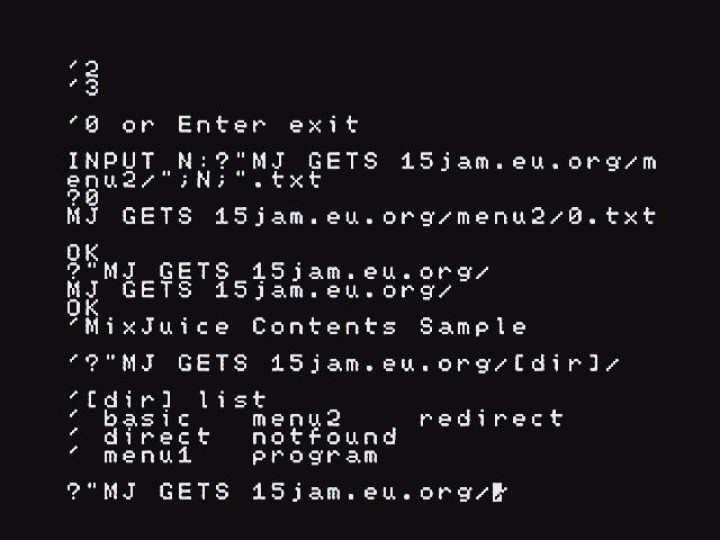 '2
'3
'0 or Enter exit
INPUT N:?"MJ GETS 15jam.eu.org/m
enu2/";N;".txt
?0
MJ GETS 15jam.eu.org/menu2/0.txt
OK
?"MJ GETS 15jam.eu.org/
MJ GETS 15jam.eu.org/
OK
'MixJuice Contents Sample
'?"MJ GETS 15jam.eu.org/[dir]/
'[dir] list
' basic menu2 redirect
' direct notfound
' menu1 program
?"MJ GETS 15jam.eu.org/